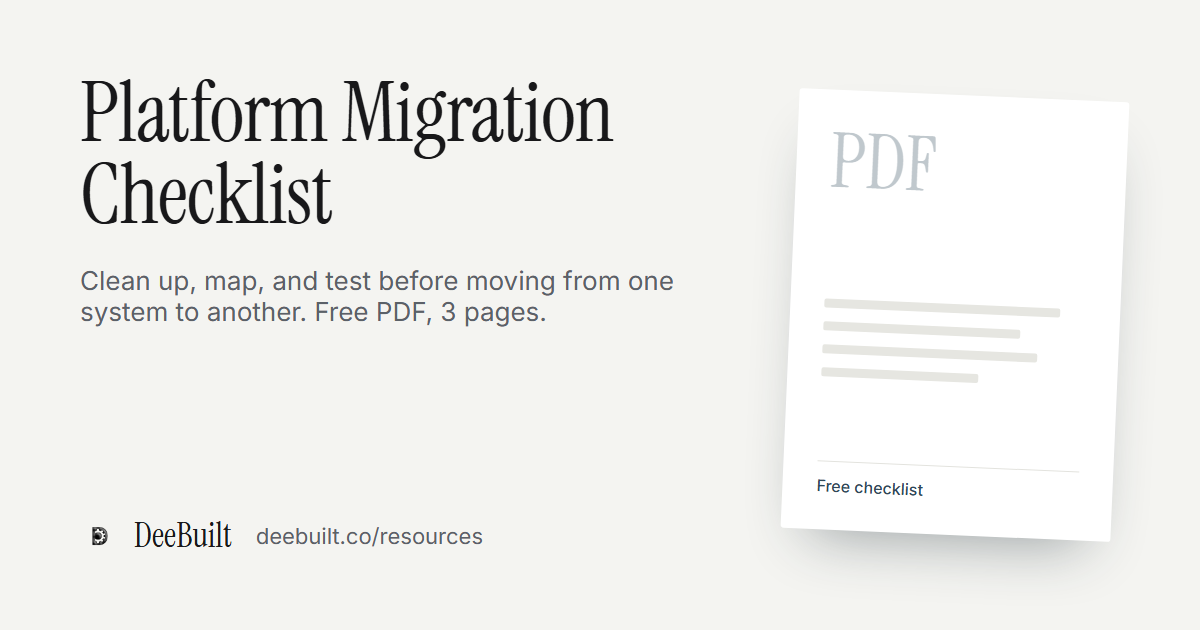 Platform Migration
Checklist
Clean up, map, and test before moving from one
system to another. Free PDF, 3 pages.
DeeBuilt
deebuilt.co/resources
PDF
Free checklist